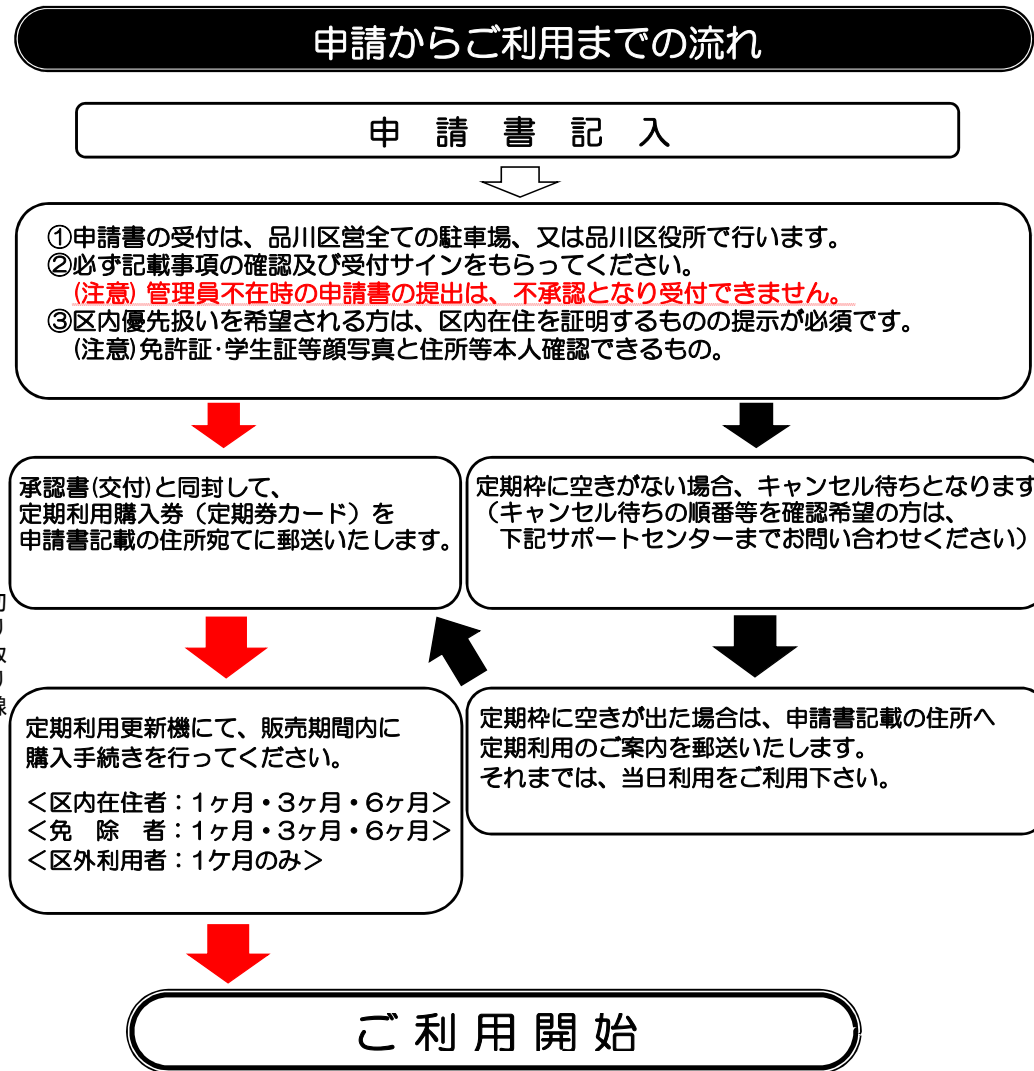 申請からご利用までの流れ
申請書記入
①申請書の受付は、品川区営全ての駐車場、又は品川区役所で行います。
②必ず記載事項の確認及び受付サインをもらってください。
(注意) 管理員不在時の申請書の提出は、不承認となり受付できません。
③区内優先扱いを希望される方は、区内在住を証明するものの提示が必須です。
(注意)免許証・学生証等顔写真と住所等本人確認できるもの。
承認書(交付)と同封して、
定期利用購入券（定期券カード）を
申請書記載の住所宛てに郵送いたします。
定期枠に空きがない場合、キャンセル待ちとなります
（キャンセル待ちの順番等を確認希望の方は、
下記サポートセンターまでお問い合わせください）
定期利用更新機にて、販売期間内に
購入手続きを行ってください。
＜区内在住者：１ヶ月・３ヶ月・６ヶ月＞
＜免　除　者：１ヶ月・３ヶ月・６ヶ月＞
＜区外利用者：１ケ月のみ＞
定期枠に空きが出た場合は、申請書記載の住所へ
定期利用のご案内を郵送いたします。
それまでは、当日利用をご利用下さい。
ご利用開始